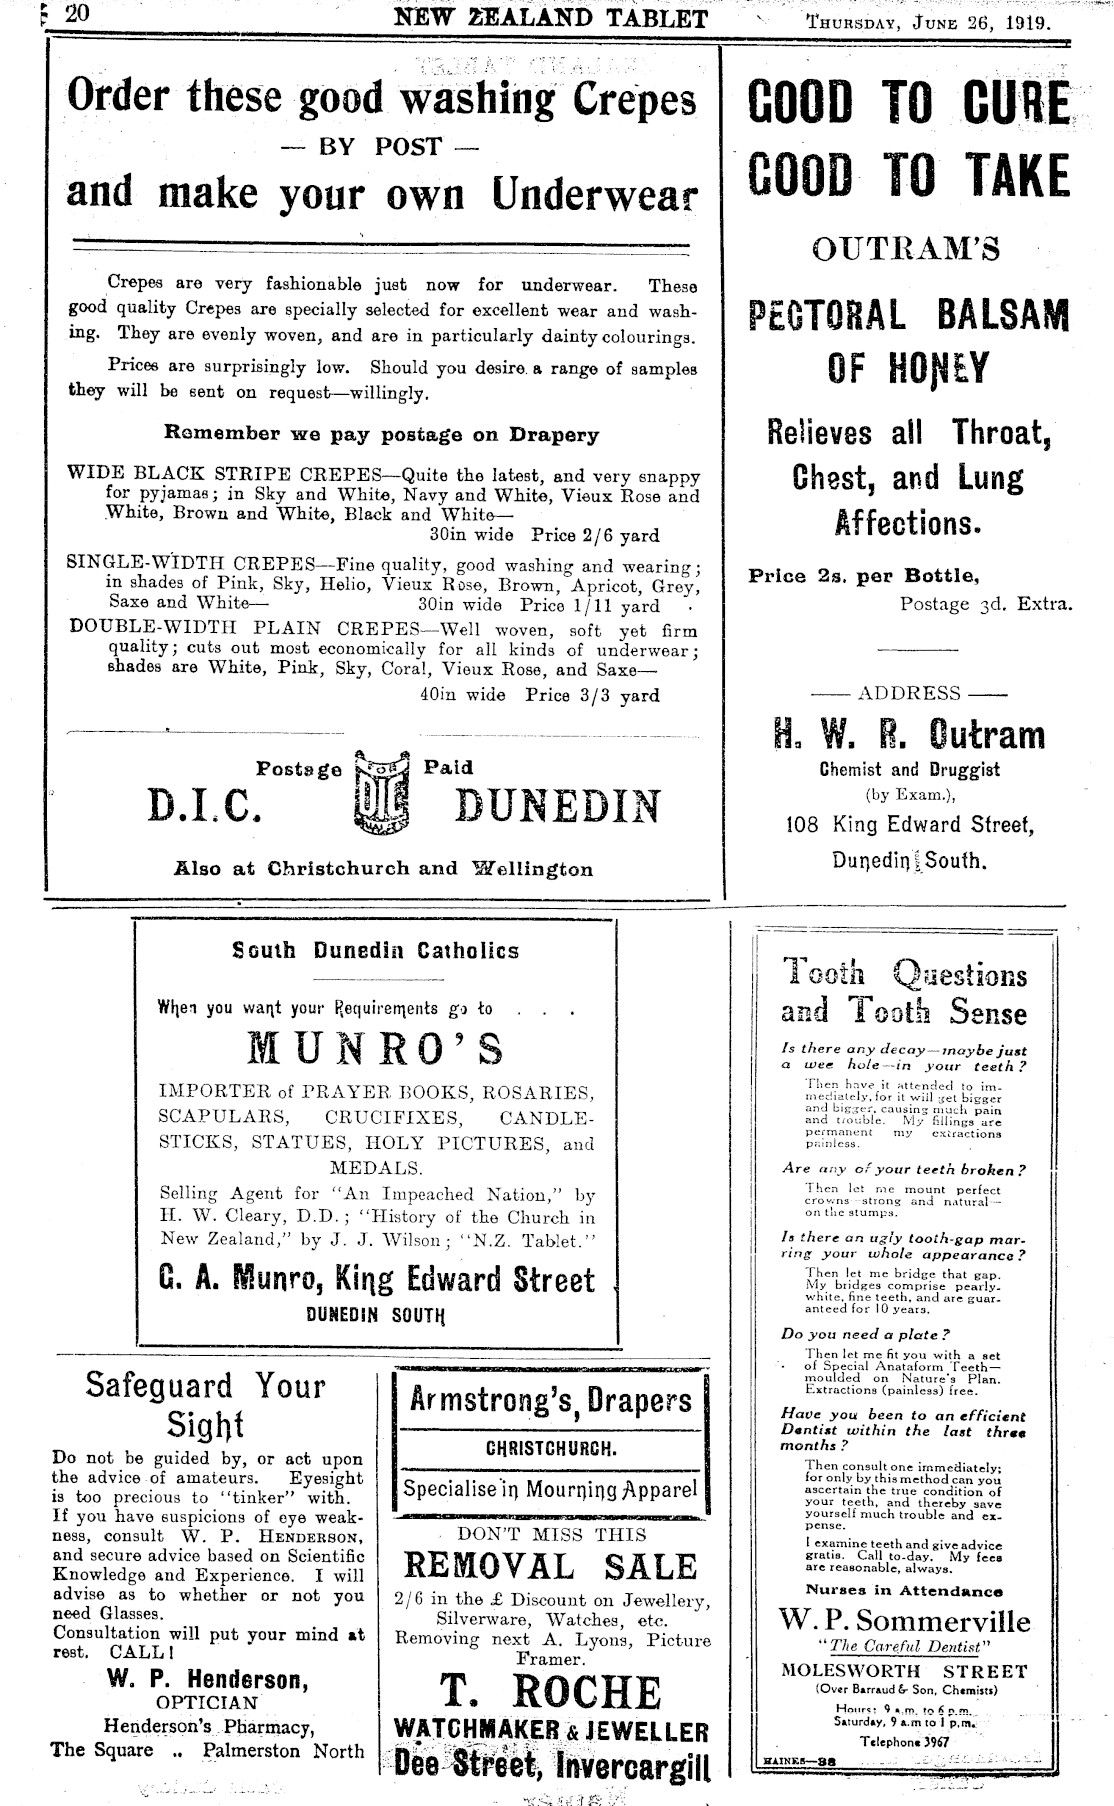 20
NEW ZEALAND TABLET
THURSDAY, JUNE 26, 1919.
Order these good washing Crepes
— BY POST —
and make your own Underwear
Crepes are very fashionable just now for underwear. These
good quality Crepes are specially selected for excellent wear and wash-
ing. They are evenly woven, and are in particularly dainty colourings.
Prices are surprisingly low. Should you desire a range of samples
they will be sent on request—willingly.
Remember we pay postage on Drapery
WIDE BLACK STRIPE CREPES—Quite the latest, and very snappy
for pyjamas; in Sky and White, Navy and White, Vieux Rose and
White, Brown and White, Black and White—
30in wide Price 2/6 yard
SINGLE-WIDTH CREPES—Fine quality, good washing and wearing;
in shades of Pink, Sky, Helio, Vieux Rose, Brown, Apricot, Grey,
Saxe and White— 30in wide Price 1/11 yard
DOUBLE-WIDTH PLAIN CREPES—Well woven, soft yet firm
quality; cuts out most economically for all kinds of underwear;
shades are White, Pink, Sky, Coral, Vieux Rose, and Saxe—
40in wide Price 3/3 yard
Postage Paid
D.I.C. DIC DUNEDIN
Also at Christchurch and Wellington
GOOD TO CURE
GOOD TO TAKE
OUTRAM'S
PECTORAL BALSAM
OF HONEY
Relieves all Throat,
Chest, and Lung
Affections.
Price 2s. per Bottle,
Postage 3d. Extra.
— ADDRESS —
H. W. R. Outram
Chemist and Druggist
(by Exam.),
108 King Edward Street,
Dunedin South.
South Dunedin Catholics
When you want your Requirements go to . . .
MUNRO'S
IMPORTER of PRAYER BOOKS, ROSARIES,
SCAPULARS, CRUCIFIXES, CANDLE-
STICKS, STATUES, HOLY PICTURES, and
MEDALS.
Selling Agent for "An Impeached Nation," by
H. W. Cleary, D.D.; "History of the Church in
New Zealand," by J. J. Wilson; "N.Z. Tablet."
G. A. Munro, King Edward Street
DUNEDIN SOUTH
Safeguard Your
Sight
Do not be guided by, or act upon
the advice of amateurs. Eyesight
is too precious to "tinker" with.
If you have suspicions of eye weak-
ness, consult W. P. HENDERSON,
and secure advice based on Scientific
Knowledge and Experience. I will
advise as to whether or not you
need Glasses.
Consultation will put your mind at
rest. CALL!
W. P. Henderson,
OPTICIAN
Henderson's Pharmacy,
The Square .. Palmerston North
Armstrong's, Drapers
CHRISTCHURCH.
Specialise in Mourning Apparel
DON'T MISS THIS
REMOVAL SALE
2/6 in the £ Discount on Jewellery,
Silverware, Watches, etc.
Removing next A. Lyons, Picture
Framer.
T. ROCHE
WATCHMAKER & JEWELLER
Dee Street, Invercargill
Tooth Questions
and Tooth Sense
Is there any decay—maybe just
a wee hole—in your teeth?
Then have it attended to im-
mediately, for it will get bigger
and bigger, causing much pain
and trouble. My fillings are
permanent my extractions
painless.
Are any of your teeth broken?
Then let me mount perfect
crowns—strong and natural—
on the stumps.
Is there an ugly tooth-gap mar-
ring your whole appearance?
Then let me bridge that gap.
My bridges comprise pearly-
white, fine teeth, and are guar-
anteed for 10 years.
Do you need a plate?
Then let me fit you with a set
of Special Anataform Teeth—
moulded on Nature's Plan.
Extractions (painless) free.
Have you been to an efficient
Dentist within the last three
months?
Then consult one immediately;
for only by this method can you
ascertain the true condition of
your teeth, and thereby save
yourself much trouble and ex-
pense.
I examine teeth and give advice
gratis. Call to-day. My fees
are reasonable, always.
Nurses in Attendance
W. P. Sommerville
"The Careful Dentist"
MOLESWORTH STREET
(Over Barraud & Son, Chemists)
Hours: 9 a.m. to 6 p.m.
Saturday, 9 a.m to 1 p.m.
Telephone 3967
HAINES—38